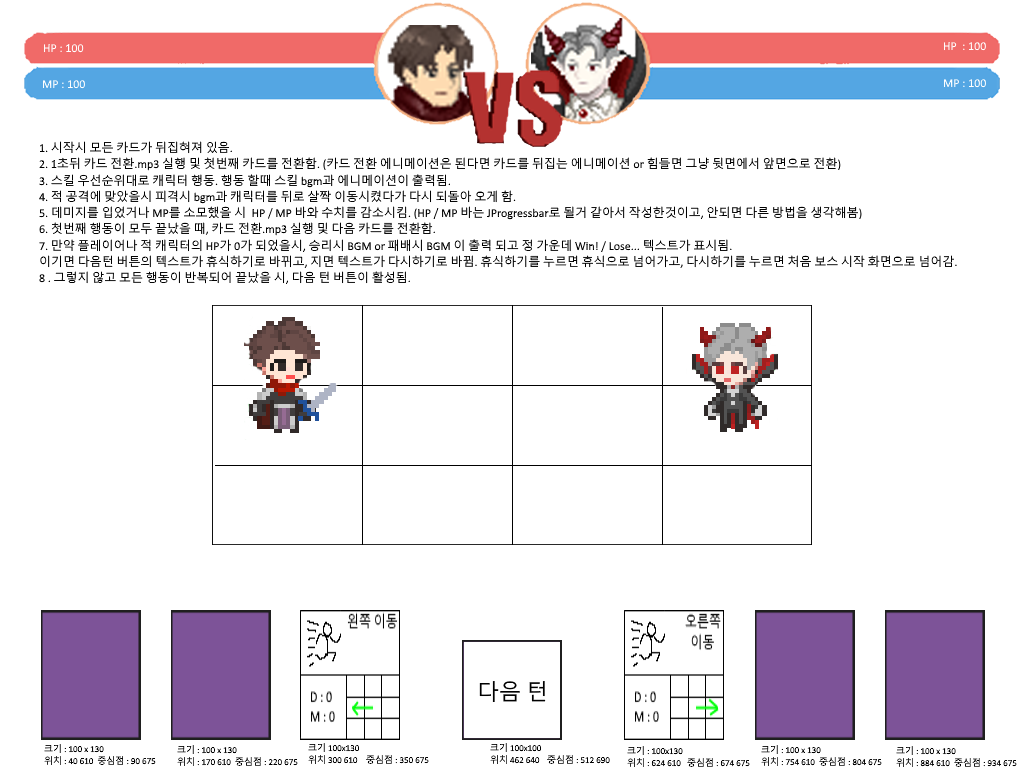 HP : 100
HP : 100
MP : 100
MP : 100
VS
1. 시작시 모든 카드가 뒤집혀져 있음.
2. 1초뒤 카드 전환.mp3 실행 및 첫번째 카드를 전환함. (카드 전환 에니메이션은 된다면 카드를 뒤집는 에니메이션 or 힘들면 그냥 뒷면에서 앞면으로 전환)
3. 스킬 우선순위대로 캐릭터 행동. 행동 할때 스킬 bgm과 에니메이션이 출력됨.
4. 적 공격에 맞았을시 피격시 bgm과 캐릭터를 뒤로 살짝 이동시켰다가 다시 되돌아 오게 함.
5. 데미지를 입었거나 MP를 소모했을 시 HP / MP 바와 수치를 감소시킴. (HP / MP 바는 JProgressbar로 될거 같아서 작성한것이고, 안되면 다른 방법을 생각해봄)
6. 첫번째 행동이 모두 끝났을 때, 카드 전환.mp3 실행 및 다음 카드를 전환함.
7. 만약 플레이어나 적 캐릭터의 HP가 0가 되었을시, 승리시 BGM or 패배시 BGM 이 출력 되고 정 가운데 Win! / Lose... 텍스트가 표시됨.
이기면 다음턴 버튼의 텍스트가 휴식하기로 바뀌고, 지면 텍스트가 다시하기로 바뀜. 휴식하기를 누르면 휴식으로 넘어가고, 다시하기를 누르면 처음 보스 시작 화면으로 넘어감.
8 . 그렇지 않고 모든 행동이 반복되어 끝났을 시, 다음 턴 버튼이 활성됨.
왼쪽 이동
D : 0
M : 0
다음 턴
오른쪽
이동
D : 0
M : 0
크기 : 100 x 130
위치 : 40 610 중심점 : 90 675
크기 : 100 x 130
위치 : 170 610 중심점 : 220 675
크기 100x130
위치 300 610 중심점 : 350 675
크기 100x100
위치 462 640 중심점 : 512 690
크기 : 100x130
위치 : 624 610 중심점 : 674 675
크기 : 100 x 130
위치 : 754 610 중심점 : 804 675
크기 : 100 x 130
위치 : 884 610 중심점 : 934 675